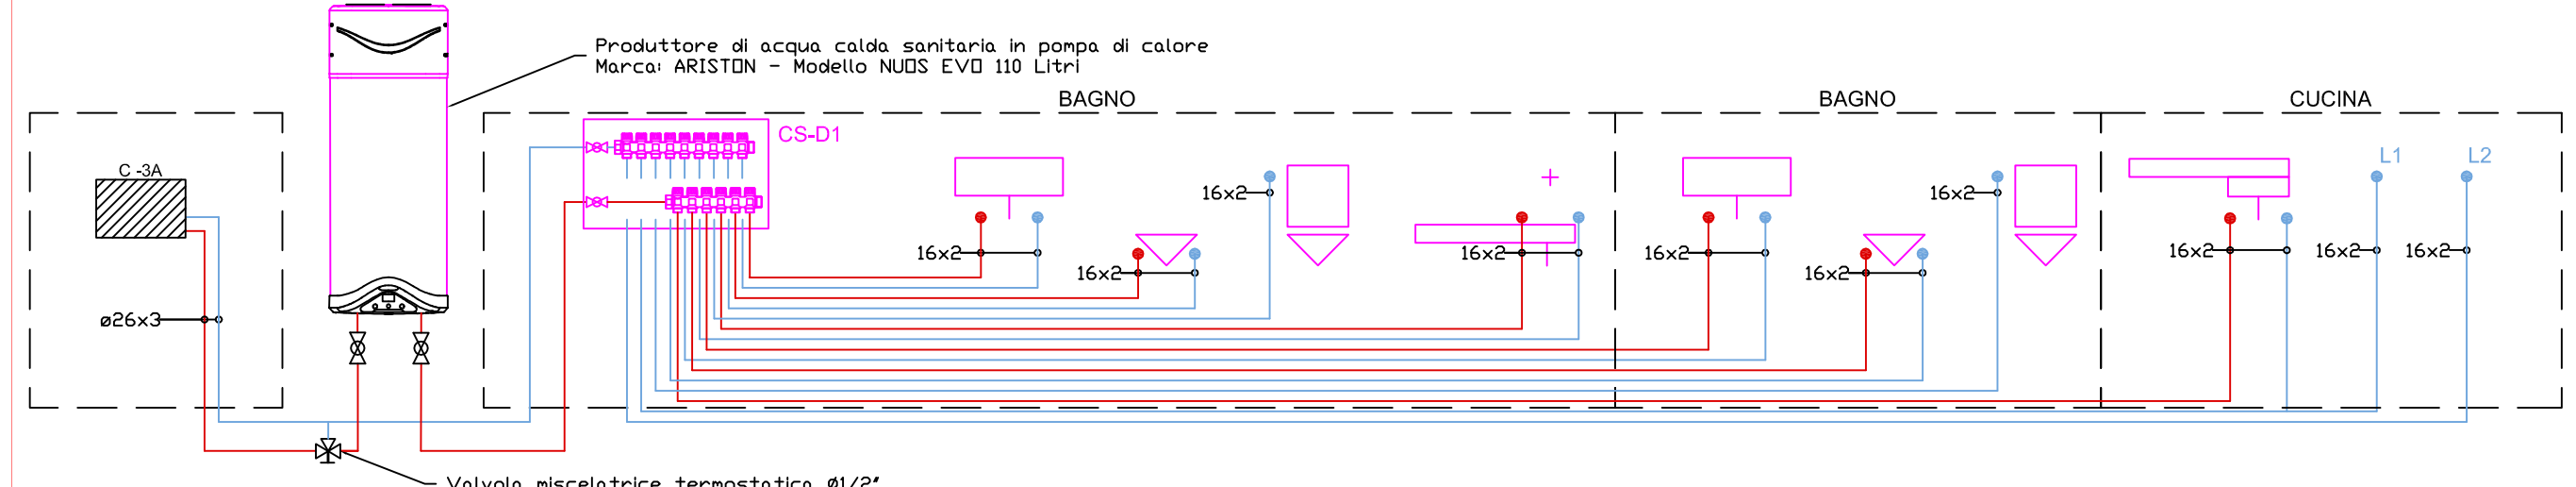 Produttore di acqua calda sanitaria in pompa di calore
Marca: ARISTON - Modello NUOS EVO 110 Litri
BAGNO
BAGNO
CUCINA
CS-D1
C -3A
L1
L2
16x2
16x2
16x2
16x2
16x2
16x2
16x2
16x2
16x2
16x2
16x2
ø26x3
Valvola miscelatrice termostatica Ø1/2"